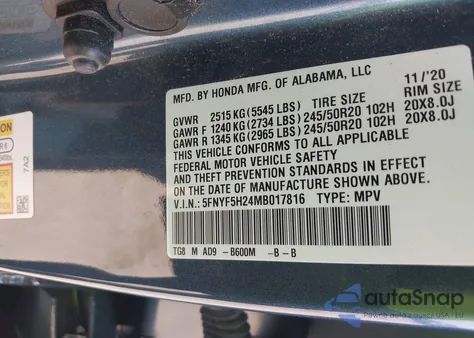 MFD. BY HONDA MFG. OF ALABAMA, LLC 11/'20
GVWR 2515 KG (5545 LBS) TIRE SIZE RIM SIZE
GAWR F 1240 KG (2734 LBS) 245/50R20 102H 20X8.0J
GAWR R 1345 KG (2965 LBS) 245/50R20 102H 20X8.0J
THIS VEHICLE CONFORMS TO ALL APPLICABLE
FEDERAL MOTOR VEHICLE SAFETY
AND THEFT PREVENTION STANDARDS IN EFFECT
ON THE DATE OF MANUFACTURE SHOWN ABOVE.
V.I.N.: 5FNYF5H24MB017816 TYPE: MPV
TG8 M AD9 -B600M -B -B
7A2
autoSnap